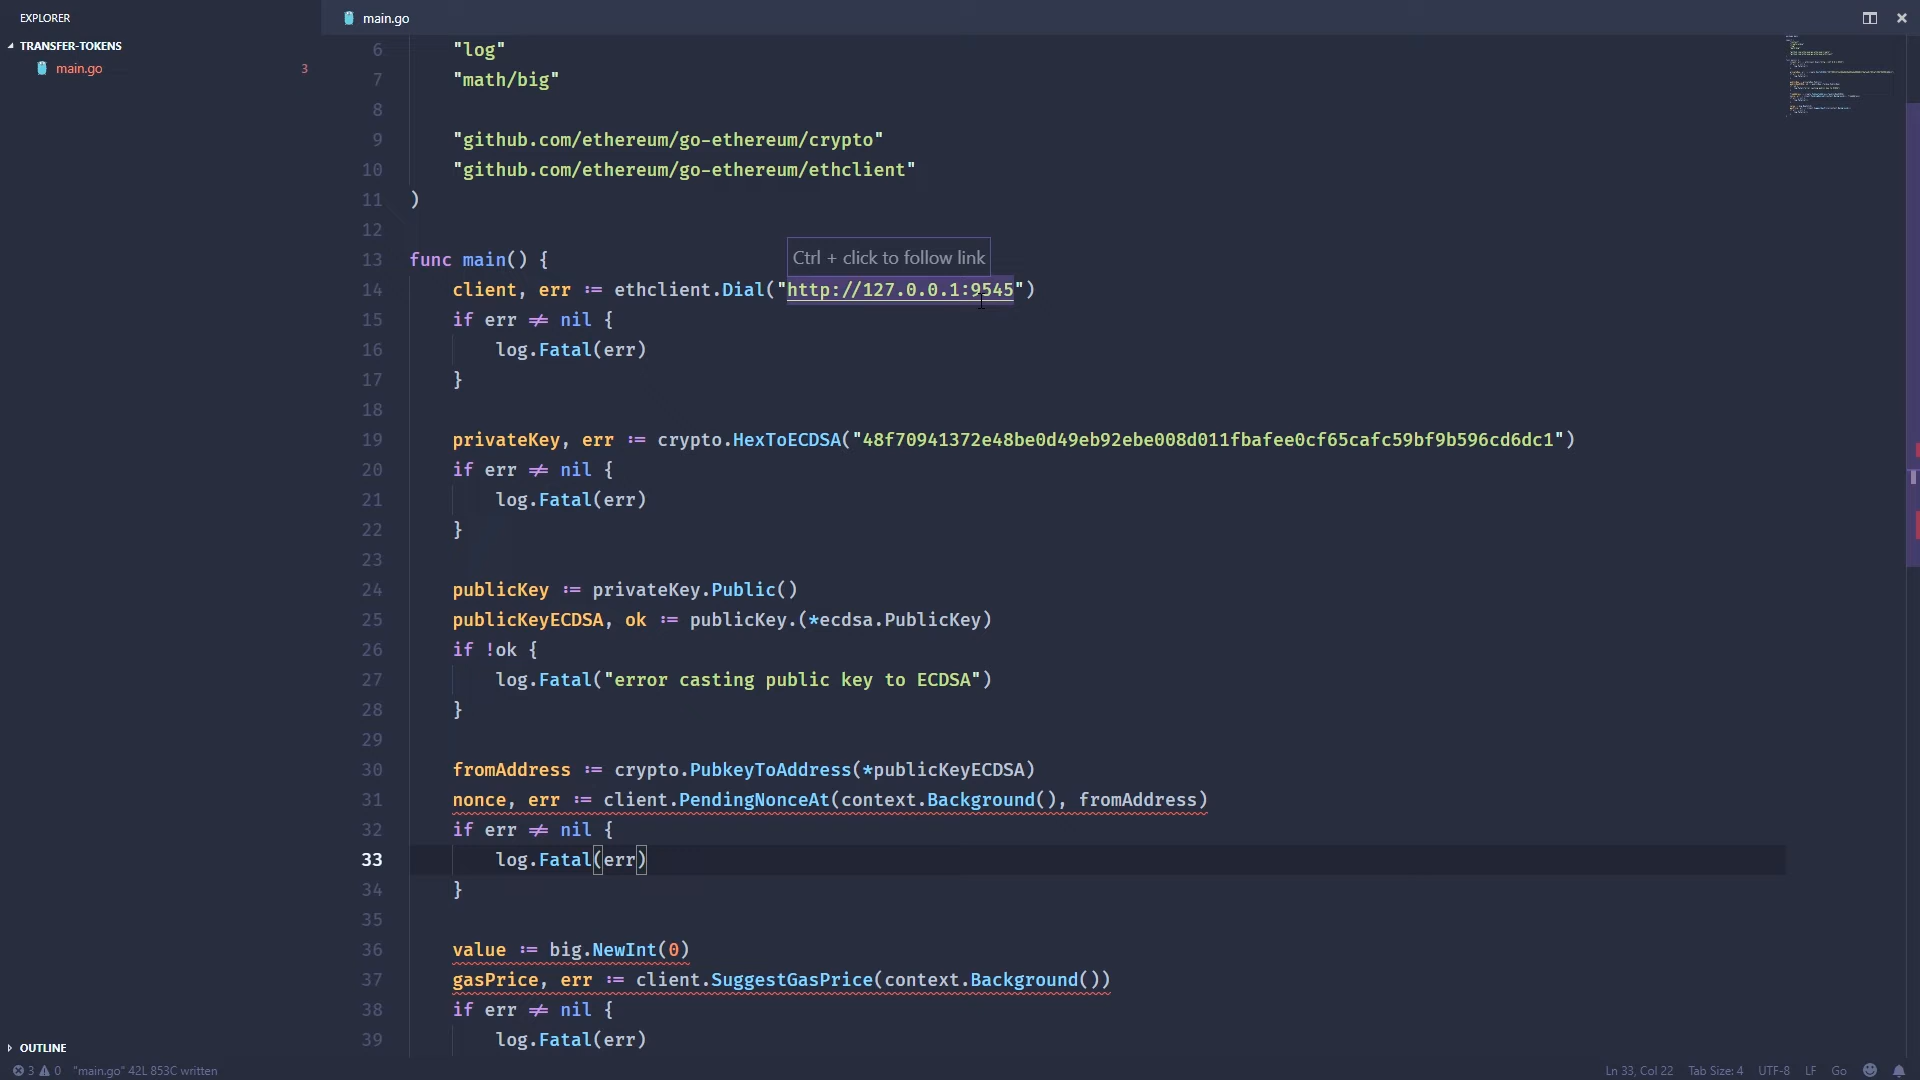 EXPLORER
TRANSFER-TOKENS
main.go 3
main.go
6 "log"
7 "math/big"
8
9 "github.com/ethereum/go-ethereum/crypto"
10 "github.com/ethereum/go-ethereum/ethclient"
11 )
12
13 func main() {
Ctrl + click to follow link
14 client, err := ethclient.Dial("http://127.0.0.1:9545")
15 if err ≠ nil {
16 log.Fatal(err)
17 }
18
19 privateKey, err := crypto.HexToECDSA("48f70941372e48be0d49eb92ebe008d011fbafee0cf65cafc59bf9b596cd6dc1")
20 if err ≠ nil {
21 log.Fatal(err)
22 }
23
24 publicKey := privateKey.Public()
25 publicKeyECDSA, ok := publicKey.(*ecdsa.PublicKey)
26 if !ok {
27 log.Fatal("error casting public key to ECDSA")
28 }
29
30 fromAddress := crypto.PubkeyToAddress(*publicKeyECDSA)
31 nonce, err := client.PendingNonceAt(context.Background(), fromAddress)
32 if err ≠ nil {
33 log.Fatal(err)
34 }
35
36 value := big.NewInt(0)
37 gasPrice, err := client.SuggestGasPrice(context.Background())
38 if err ≠ nil {
39 log.Fatal(err)
OUTLINE
3 0 "main.go" 42L 853C written Ln 33, Col 22 Tab Size: 4 UTF-8 LF Go